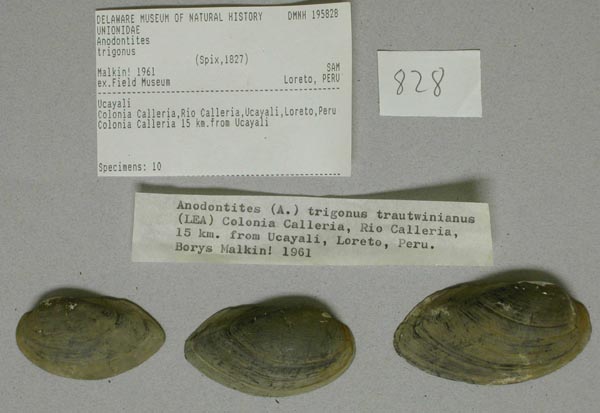 DELAWARE MUSEUM OF NATURAL HISTORY DMNH 195828
UNIONIDAE
Anodontites
trigonus
(Spix,1827)
Malkin! 1961 SAM
ex.Field Museum Loreto, PERU
Ucayali
Colonia Calleria,Rio Calleria,Ucayali,Loreto,Peru
Colonia Calleria 15 km.from Ucayali
Specimens: 10
828
Anodontites (A.) trigonus trautwinianus
(LEA) Colonia Calleria, Rio Calleria,
15 km. from Ucayali, Loreto, Peru.
Borys Malkin! 1961